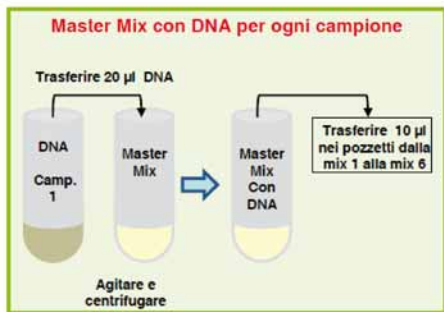 Master Mix con DNA per ogni campione
Trasferire 20 µl DNA
DNA
Camp.
1
Master
Mix
Master
Mix
Con
DNA
Trasferire 10 µl
nei pozzetti dalla
mix 1 alla mix 6
Agitare e
centrifugare